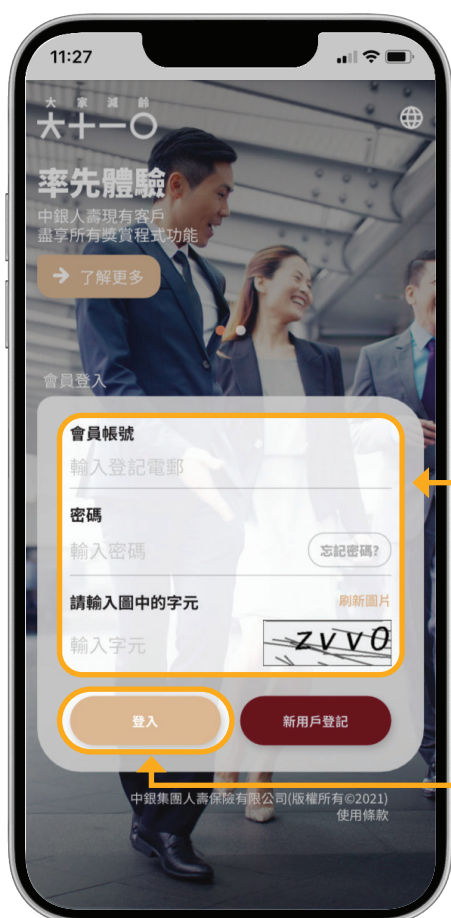 11:27
大家減齡
大十一〇
率先體驗
中銀人壽現有客戶
盡享所有獎賞程式功能
了解更多
會員登入
會員帳號
輸入登記電郵
密碼
輸入密碼
忘記密碼?
請輸入圖中的字元
刷新圖片
輸入字元
zvvO
登入
新用戶登記
中銀集團人壽保險有限公司(版權所有©2021)
使用條款